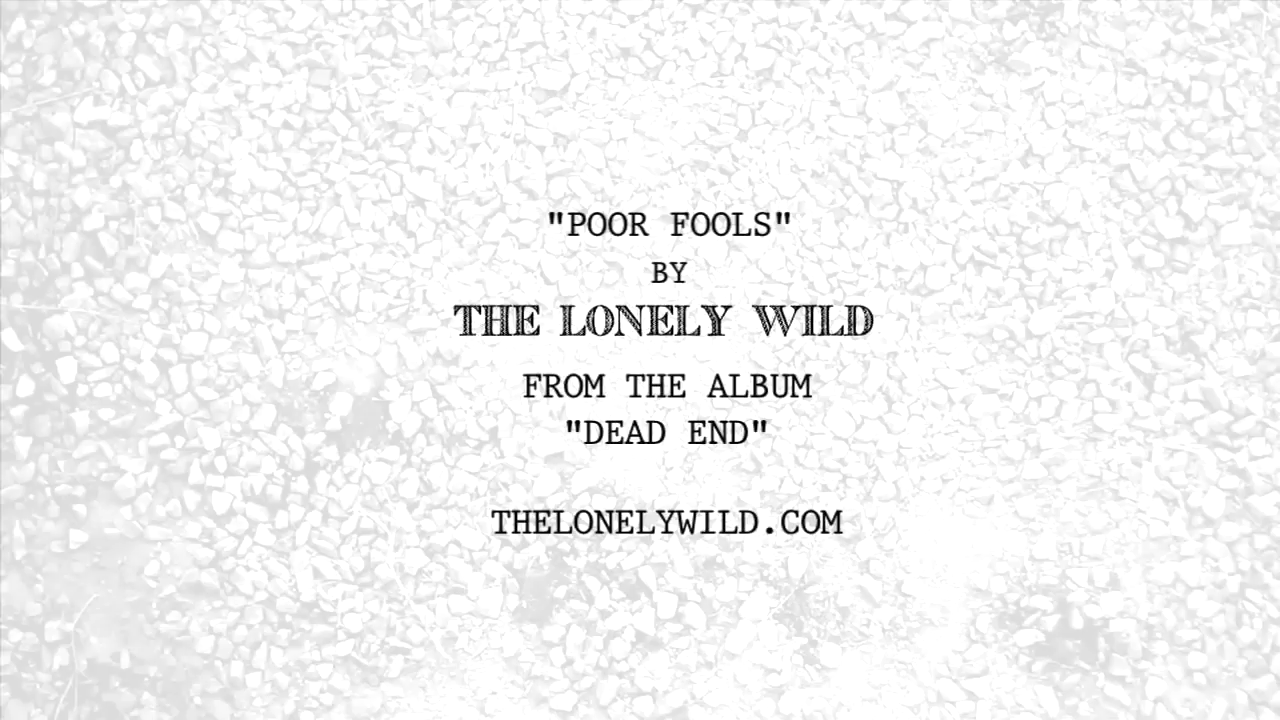 "POOR FOOLS"
BY
THE LONELY WILD
FROM THE ALBUM
"DEAD END"
THELONELYWILD.COM